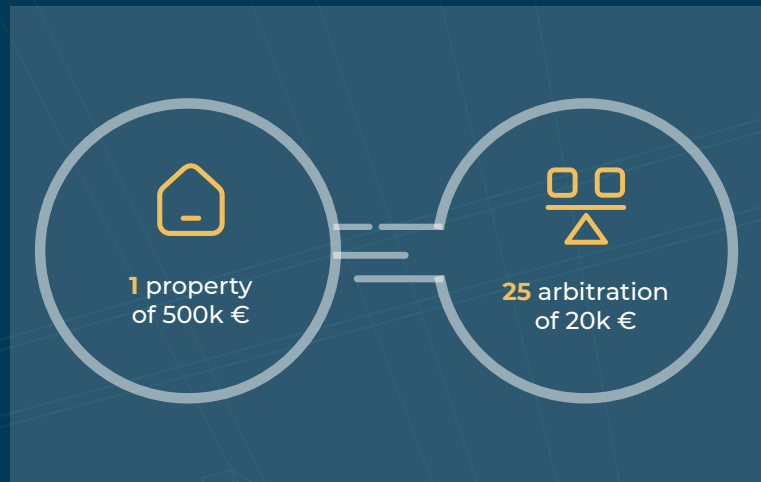 1 property
of 500k €
25 arbitration
of 20k €